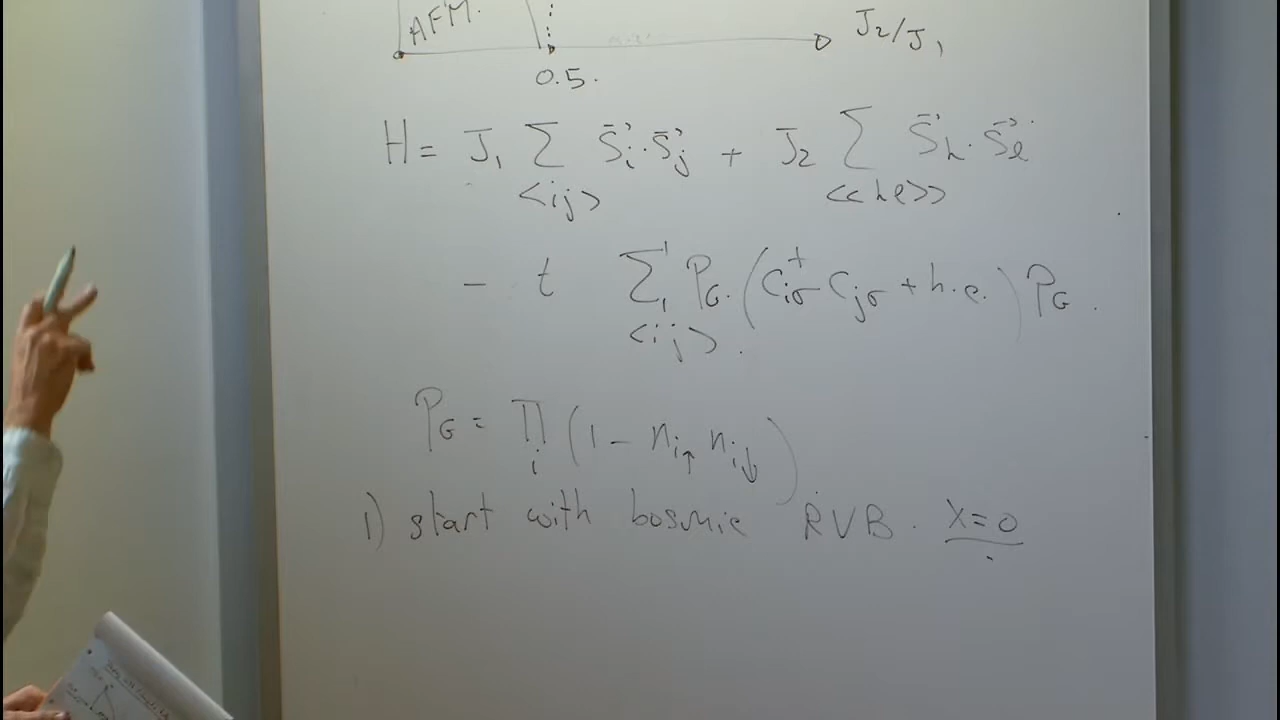 AFM.
J₂/J₁
0.5.
H = J₁ ∑ S⃗ᵢ·S⃗ⱼ + J₂ ∑ S⃗ₕ·S⃗ₗ
<ij> <<hl>>
- t ∑ P_G. (c†ᵢσ cⱼσ + h.c.) P_G.
<ij>.
P_G = ∏ (1 - nᵢ↑ nᵢ↓)
i
1) start with bosonic RVB. x=0